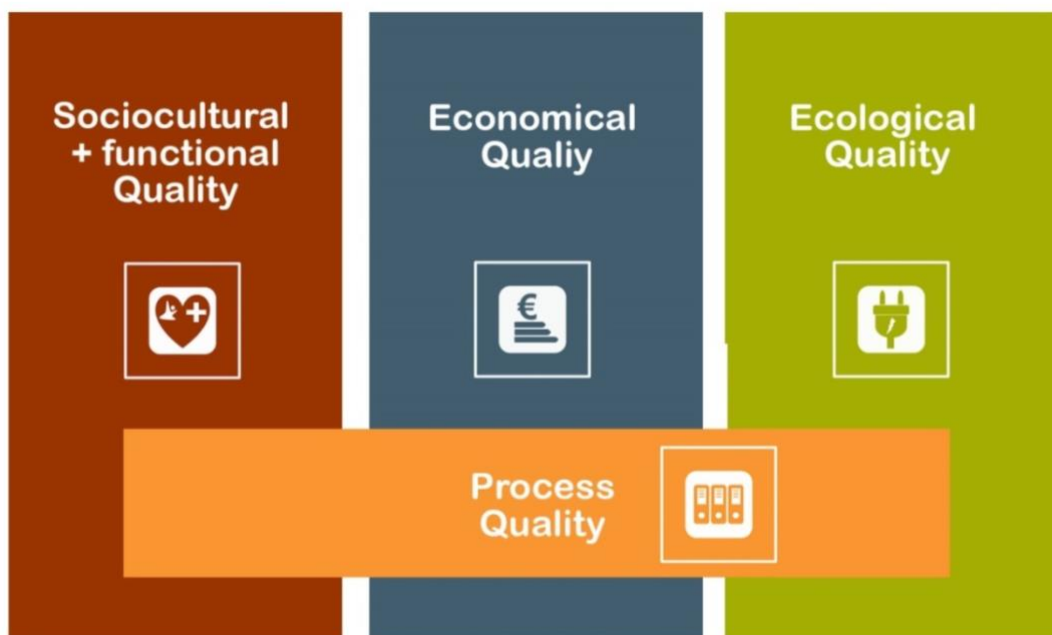 Sociocultural
+ functional
Quality
Economical
Qualiy
Ecological
Quality
€
Process
Quality